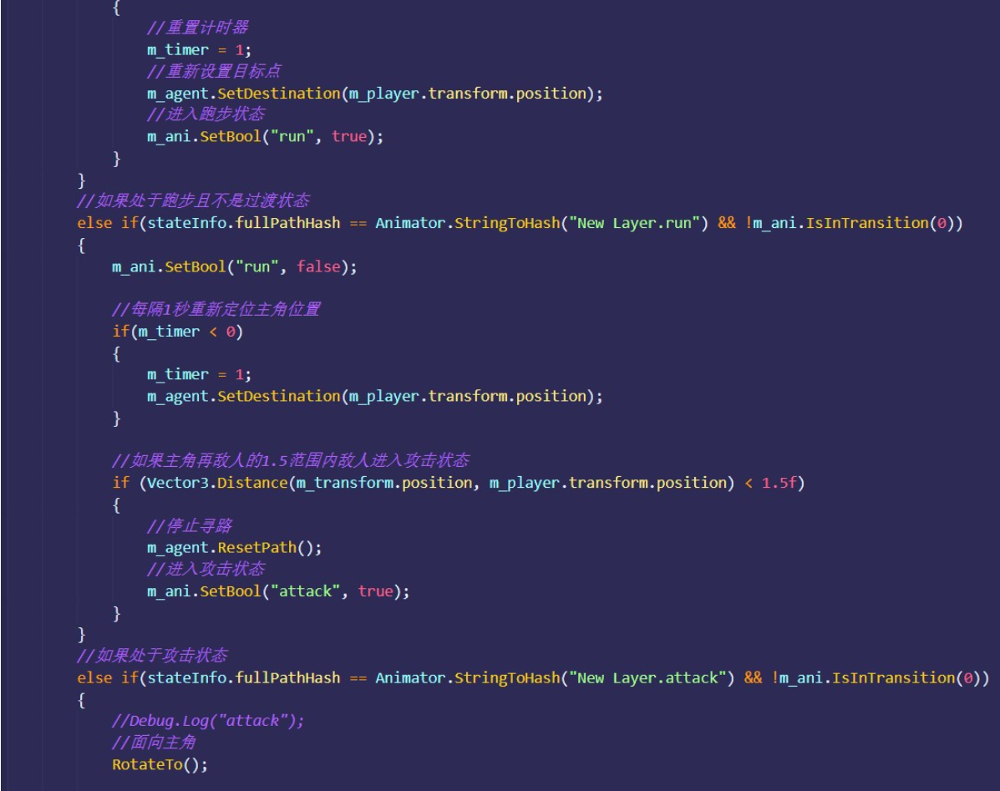 {
//重置计时器
m_timer = 1;
//重新设置目标点
m_agent.SetDestination(m_player.transform.position);
//进入跑步状态
m_ani.SetBool("run", true);
}
}
//如果处于跑步且不是过渡状态
else if(stateInfo.fullPathHash == Animator.StringToHash("New Layer.run") && !m_ani.IsInTransition(0))
{
m_ani.SetBool("run", false);
//每隔1秒重新定位主角位置
if(m_timer < 0)
{
m_timer = 1;
m_agent.SetDestination(m_player.transform.position);
}
//如果主角再敌人的1.5范围内敌人进入攻击状态
if (Vector3.Distance(m_transform.position, m_player.transform.position) < 1.5f)
{
//停止寻路
m_agent.ResetPath();
//进入攻击状态
m_ani.SetBool("attack", true);
}
}
//如果处于攻击状态
else if(stateInfo.fullPathHash == Animator.StringToHash("New Layer.attack") && !m_ani.IsInTransition(0))
{
//Debug.Log("attack");
//面向主角
RotateTo();